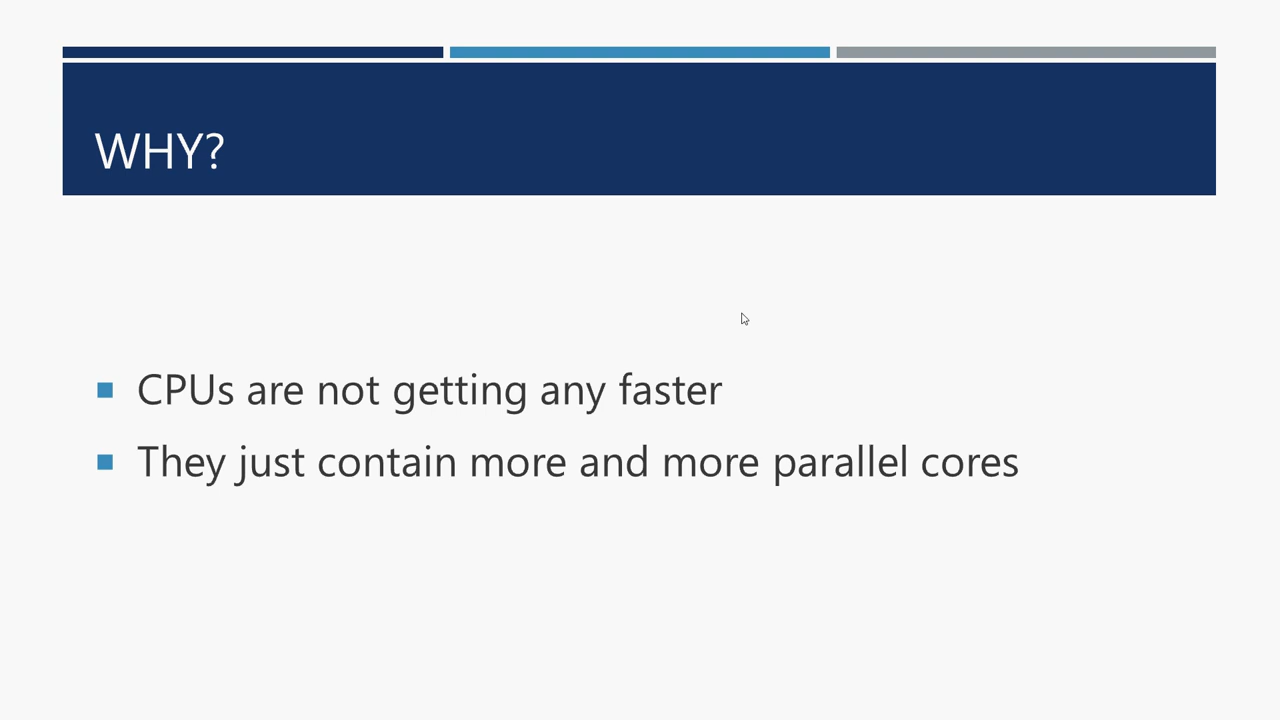 WHY?
CPUs are not getting any faster
They just contain more and more parallel cores